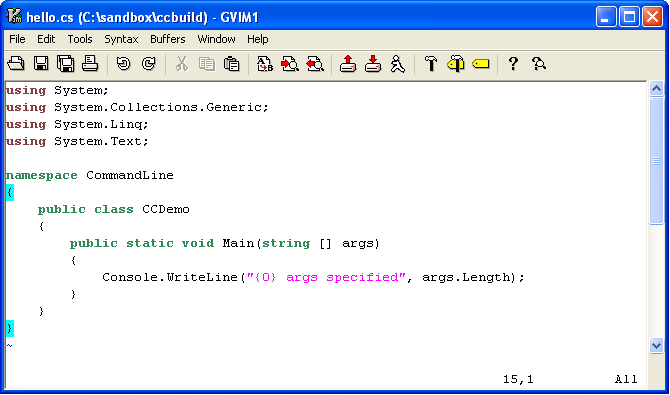 hello.cs (C:\sandbox\ccbuild) - GVIM1
File Edit Tools Syntax Buffers Window Help
using System;
using System.Collections.Generic;
using System.Linq;
using System.Text;
namespace CommandLine
{
    public class CCDemo
    {
        public static void Main(string [] args)
        {
            Console.WriteLine("{0} args specified", args.Length);
        }
    }
}
~
15,1 All